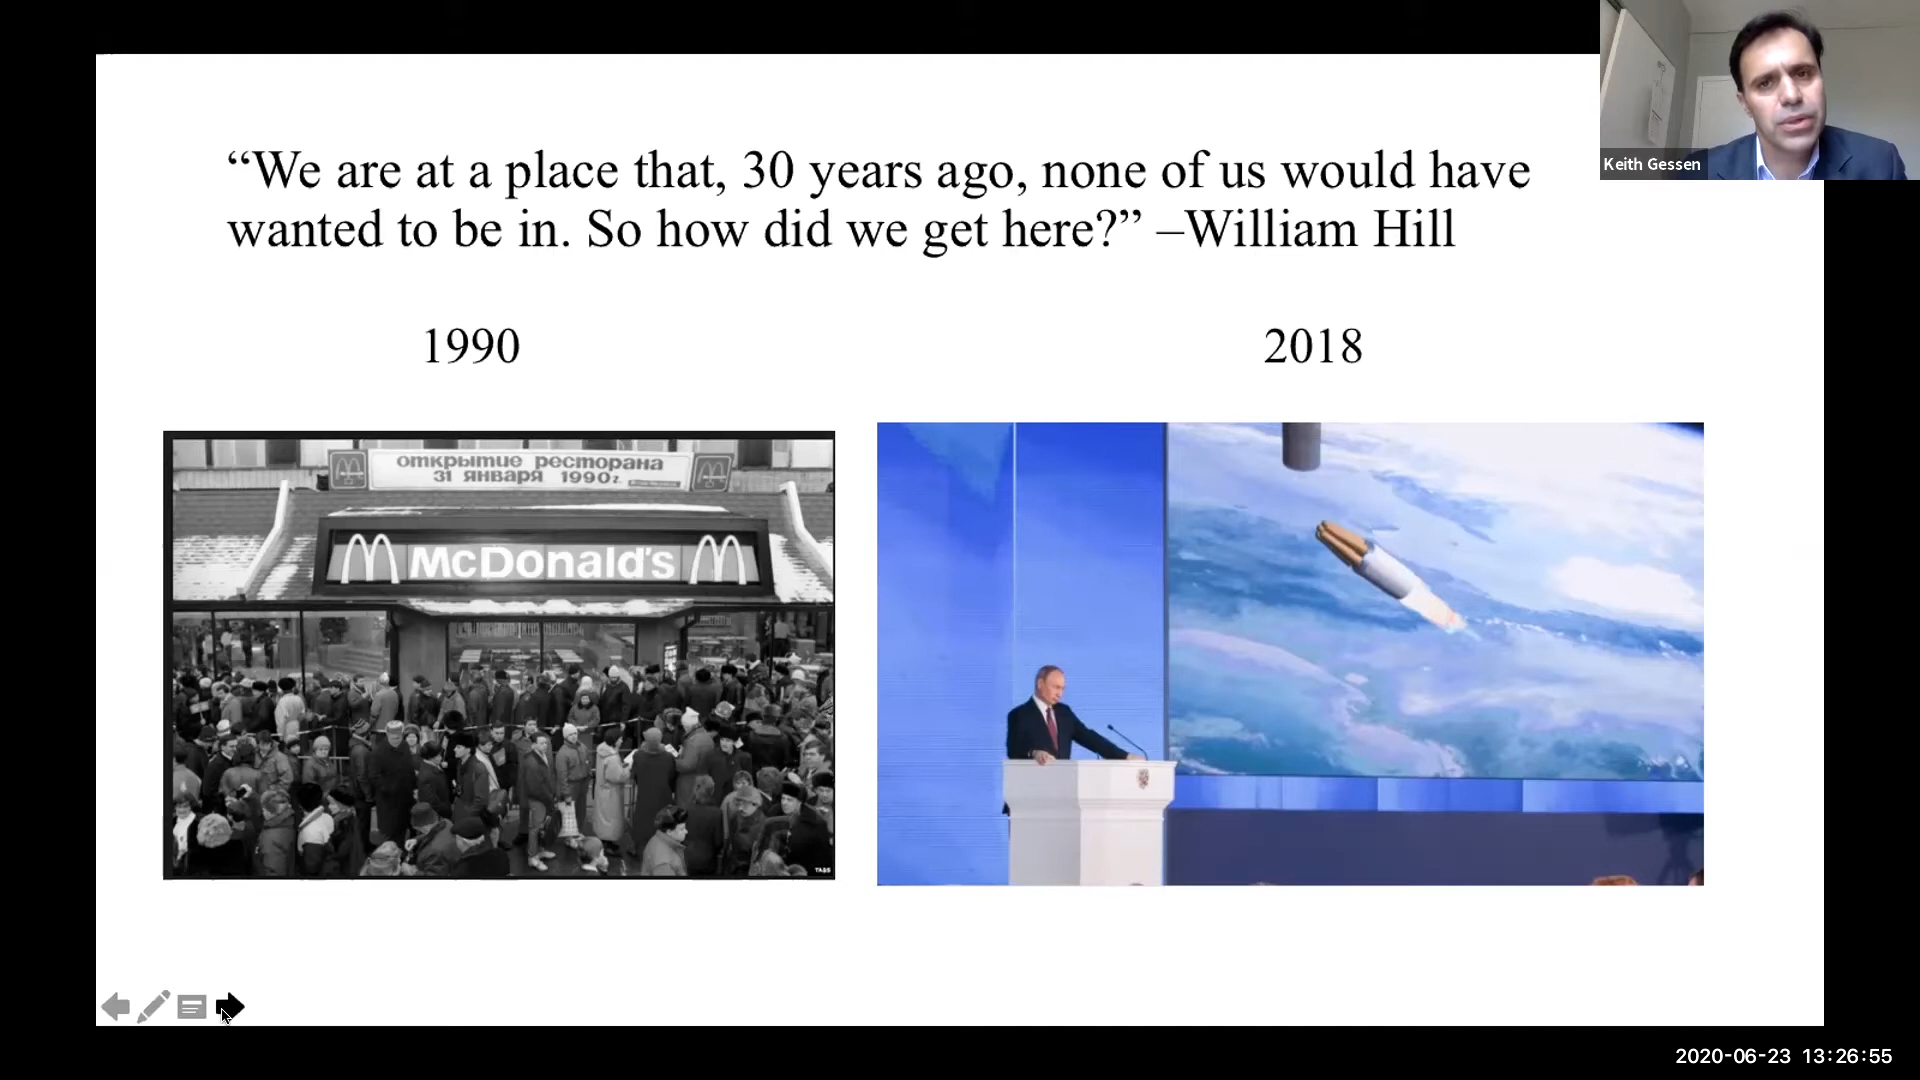 “We are at a place that, 30 years ago, none of us would have
wanted to be in. So how did we get here?” –William Hill
Keith Gessen
1990
2018
открытие ресторана
31 января 1990г.
McDonald's
TASS
2020-06-23 13:26:55